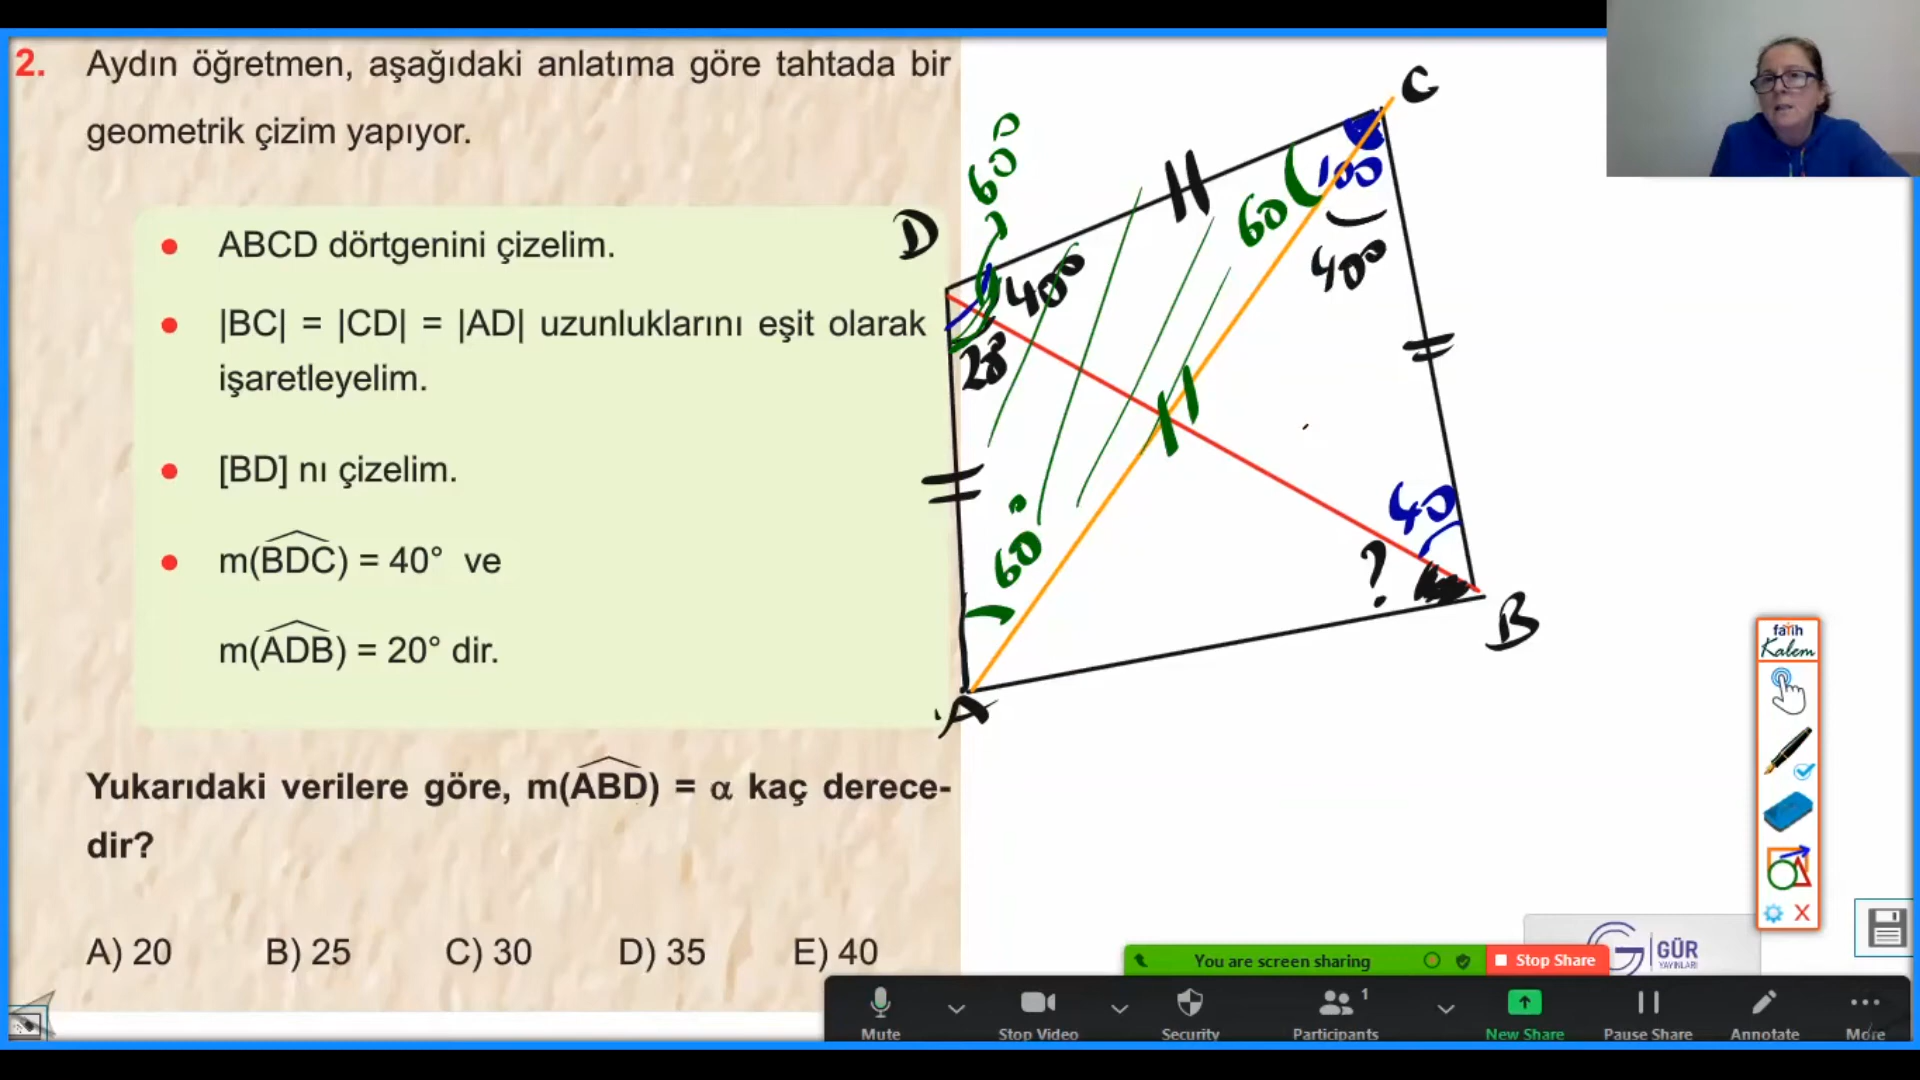 2. Aydın öğretmen, aşağıdaki anlatıma göre tahtada bir
geometrik çizim yapıyor.
• ABCD dörtgenini çizelim.
• |BC| = |CD| = |AD| uzunluklarını eşit olarak
işaretleyelim.
• [BD] nı çizelim.
• m(BDC) = 40° ve
m(ADB) = 20° dir.
Yukarıdaki verilere göre, m(ABD) = α kaç derece-
dir?
A) 20 B) 25 C) 30 D) 35 E) 40
C
60°
100
60
D
40°
40°
60°
40
?
B
A
fatih
Kalem
GÜR
YAYINLARI
You are screen sharing
Stop Share
Mute
Stop Video
Security
Participants
1
New Share
Pause Share
Annotate
More